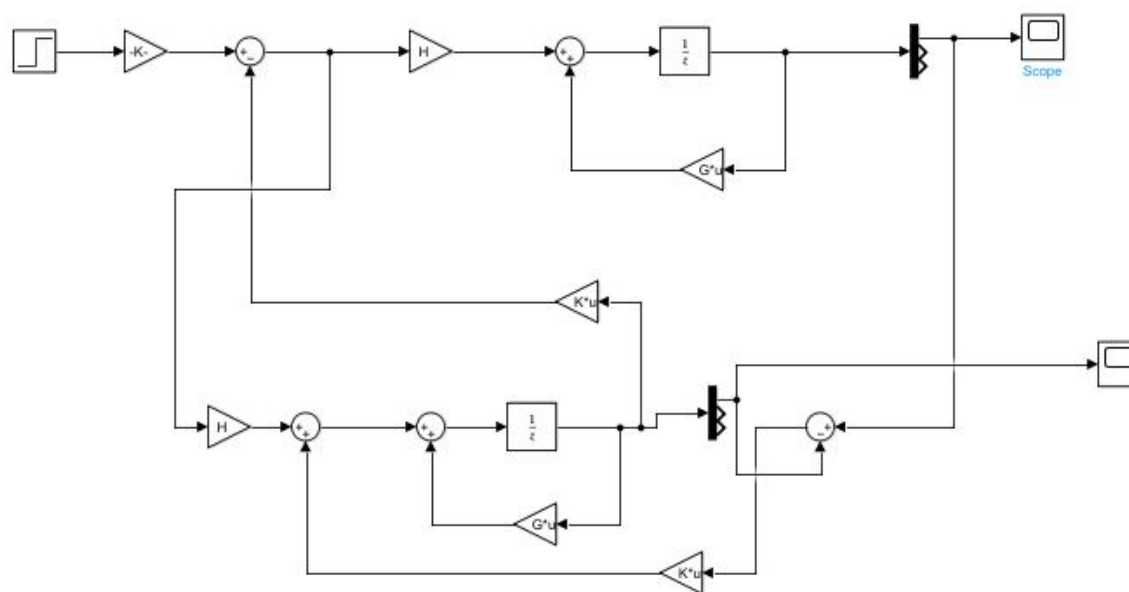 -K-
+
-
H
+
+
1
z
Scope
G*u
K*u
H
+
+
+
+
1
z
-
+
G*u
K*u